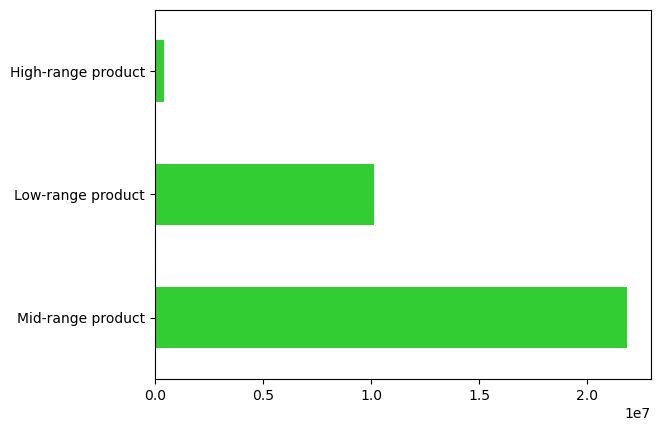 High-range product
Low-range product
Mid-range product
0.0 0.5 1.0 1.5 2.0
1e7